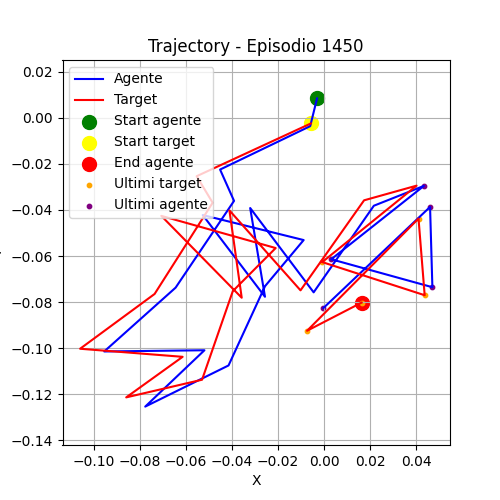 Trajectory - Episodio 1450
Agente
Target
Start agente
Start target
End agente
Ultimi target
Ultimi agente
0.02
0.00
−0.02
−0.04
−0.06
−0.08
−0.10
−0.12
−0.14
−0.10 −0.08 −0.06 −0.04 −0.02 0.00 0.02 0.04
X